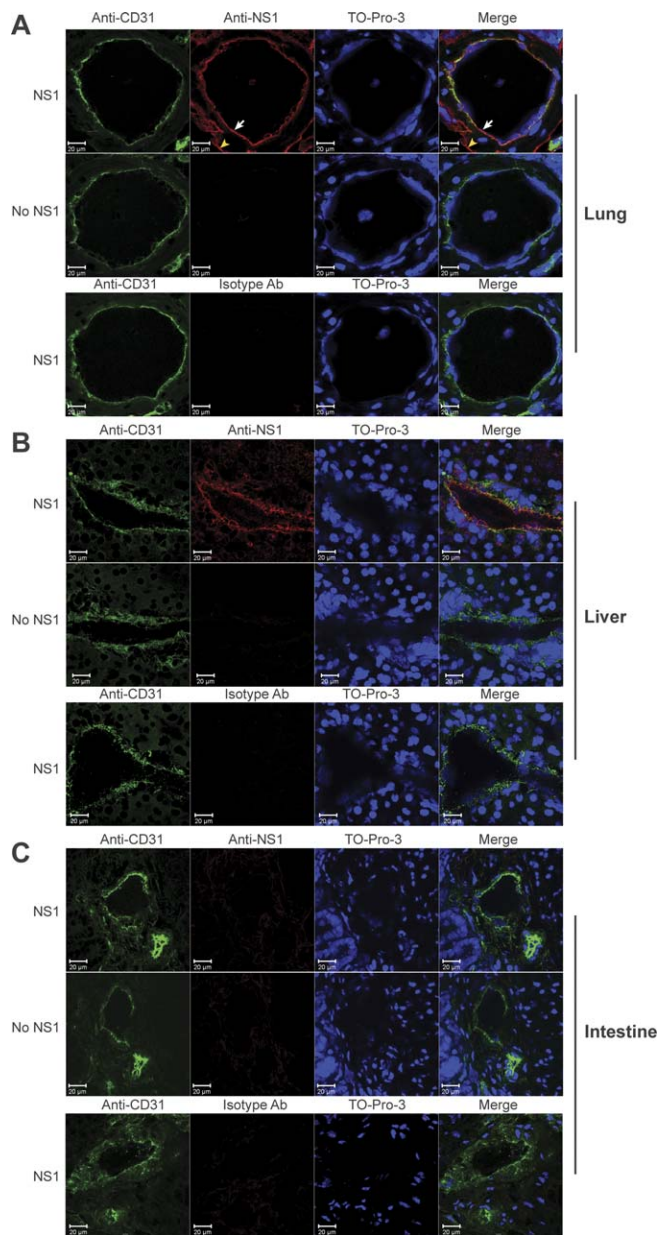 A
Anti-CD31 Anti-NS1 TO-Pro-3 Merge
NS1
20 µm 20 µm 20 µm 20 µm
No NS1
20 µm 20 µm 20 µm 20 µm
Lung
Anti-CD31 Isotype Ab TO-Pro-3 Merge
NS1
20 µm 20 µm 20 µm 20 µm
B
Anti-CD31 Anti-NS1 TO-Pro-3 Merge
NS1
20 µm 20 µm 20 µm 20 µm
No NS1
20 µm 20 µm 20 µm 20 µm
Liver
Anti-CD31 Isotype Ab TO-Pro-3 Merge
NS1
20 µm 20 µm 20 µm 20 µm
C
Anti-CD31 Anti-NS1 TO-Pro-3 Merge
NS1
20 µm 20 µm 20 µm 20 µm
No NS1
20 µm 20 µm 20 µm 20 µm
Intestine
Anti-CD31 Isotype Ab TO-Pro-3 Merge
NS1
20 µm 20 µm 20 µm 20 µm